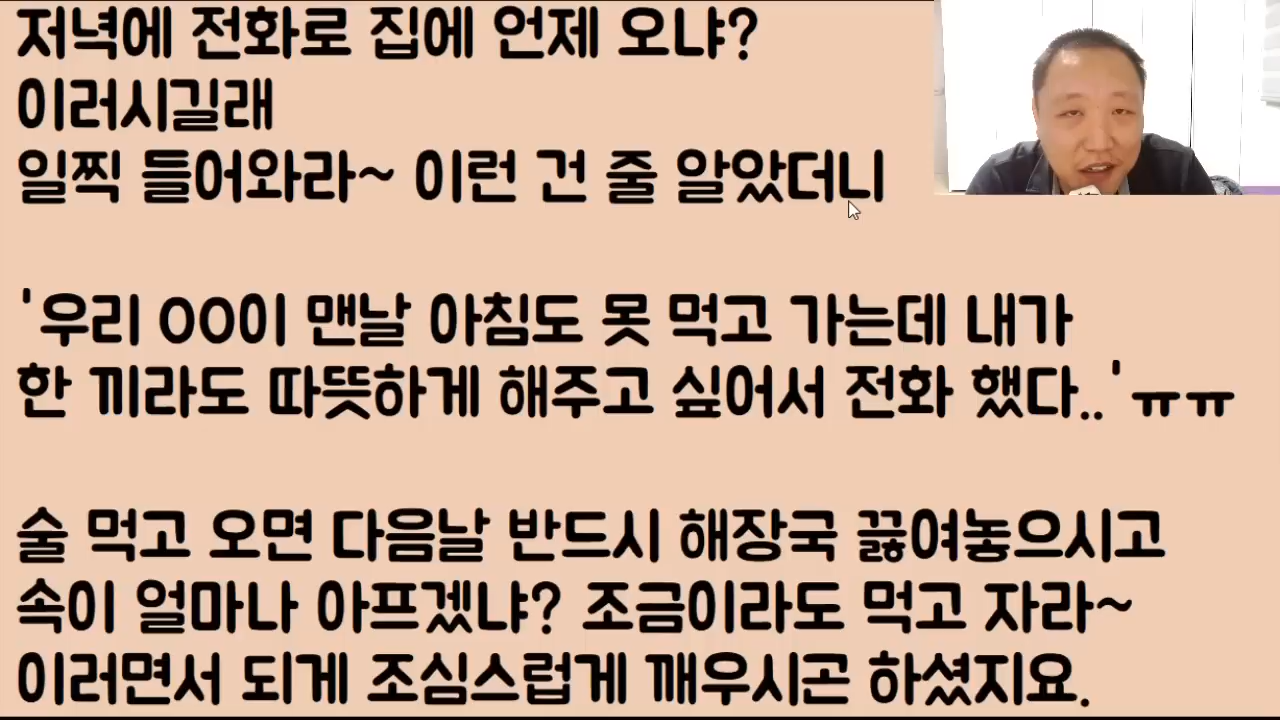 저녁에 전화로 집에 언제 오냐?
이러시길래
일찍 들어와라~ 이런 건 줄 알았더니
'우리 OO이 맨날 아침도 못 먹고 가는데 내가
한 끼라도 따뜻하게 해주고 싶어서 전화 했다..'ㅠㅠ
술 먹고 오면 다음날 반드시 해장국 끓여놓으시고
속이 얼마나 아프겠냐? 조금이라도 먹고 자라~
이러면서 되게 조심스럽게 깨우시곤 하셨지요.